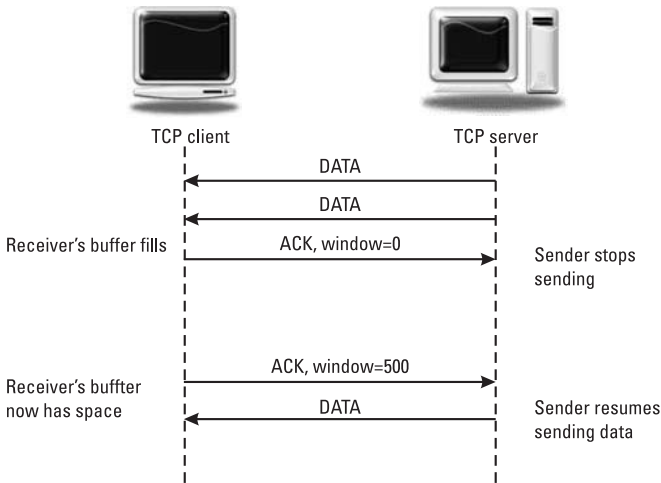 TCP client
TCP server
DATA
DATA
Receiver's buffer fills
ACK, window=0
Sender stops
sending
ACK, window=500
Receiver's buffter
now has space
DATA
Sender resumes
sending data